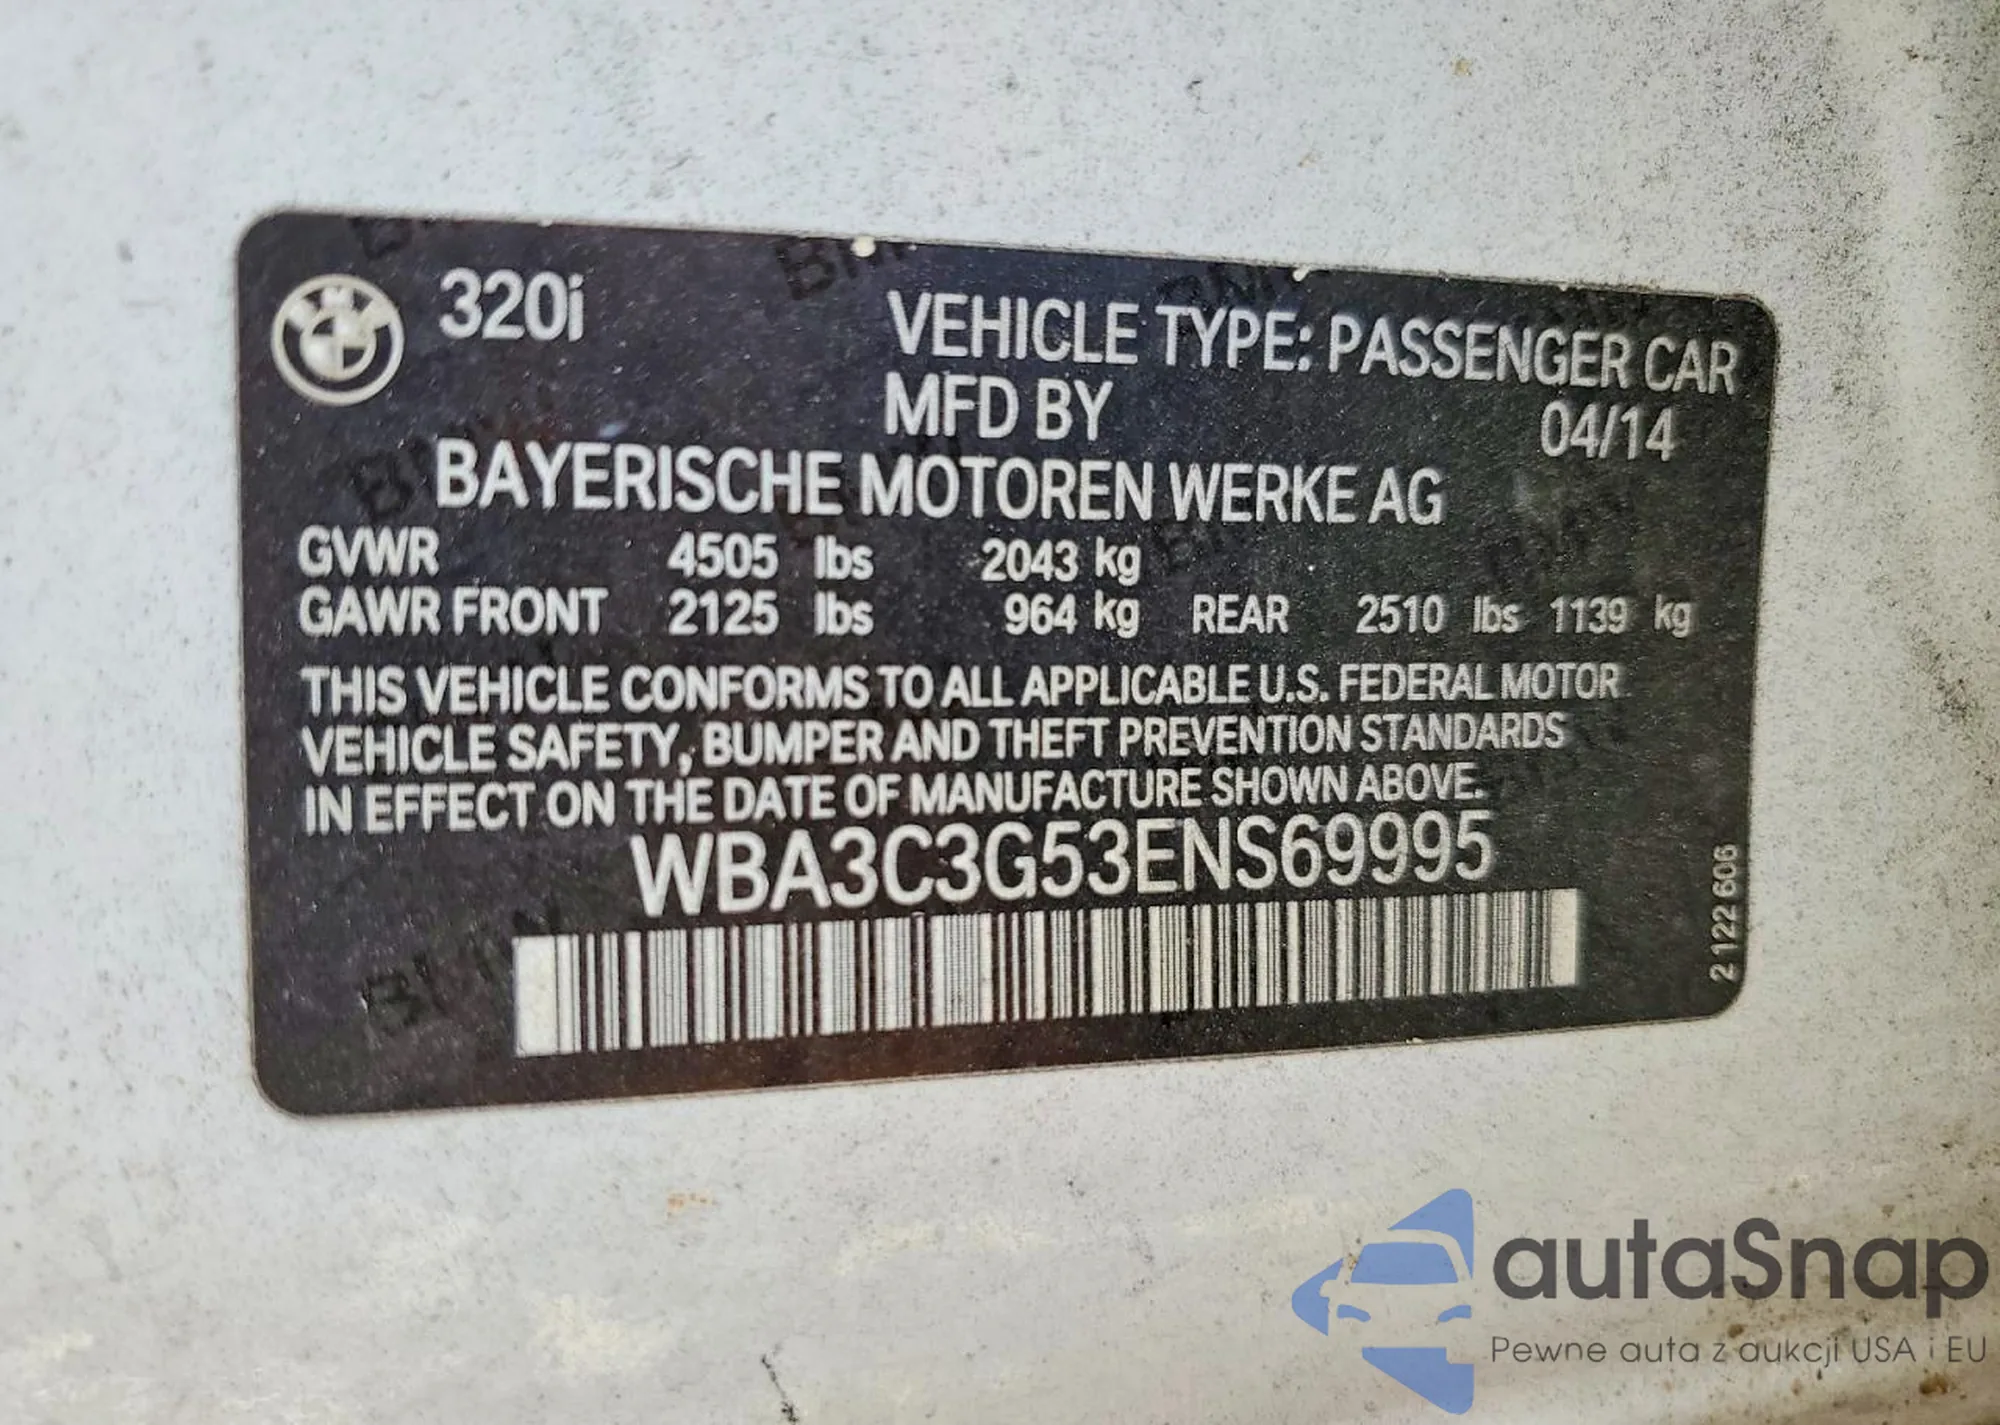 320i
VEHICLE TYPE: PASSENGER CAR
MFD BY 04/14
BAYERISCHE MOTOREN WERKE AG
GVWR 4505 lbs 2043 kg
GAWR FRONT 2125 lbs 964 kg REAR 2510 lbs 1139 kg
THIS VEHICLE CONFORMS TO ALL APPLICABLE U.S. FEDERAL MOTOR
VEHICLE SAFETY, BUMPER AND THEFT PREVENTION STANDARDS
IN EFFECT ON THE DATE OF MANUFACTURE SHOWN ABOVE.
WBA3C3G53ENS69995
2 122 606
autaSnap
Pewne auta z aukcji USA i EU